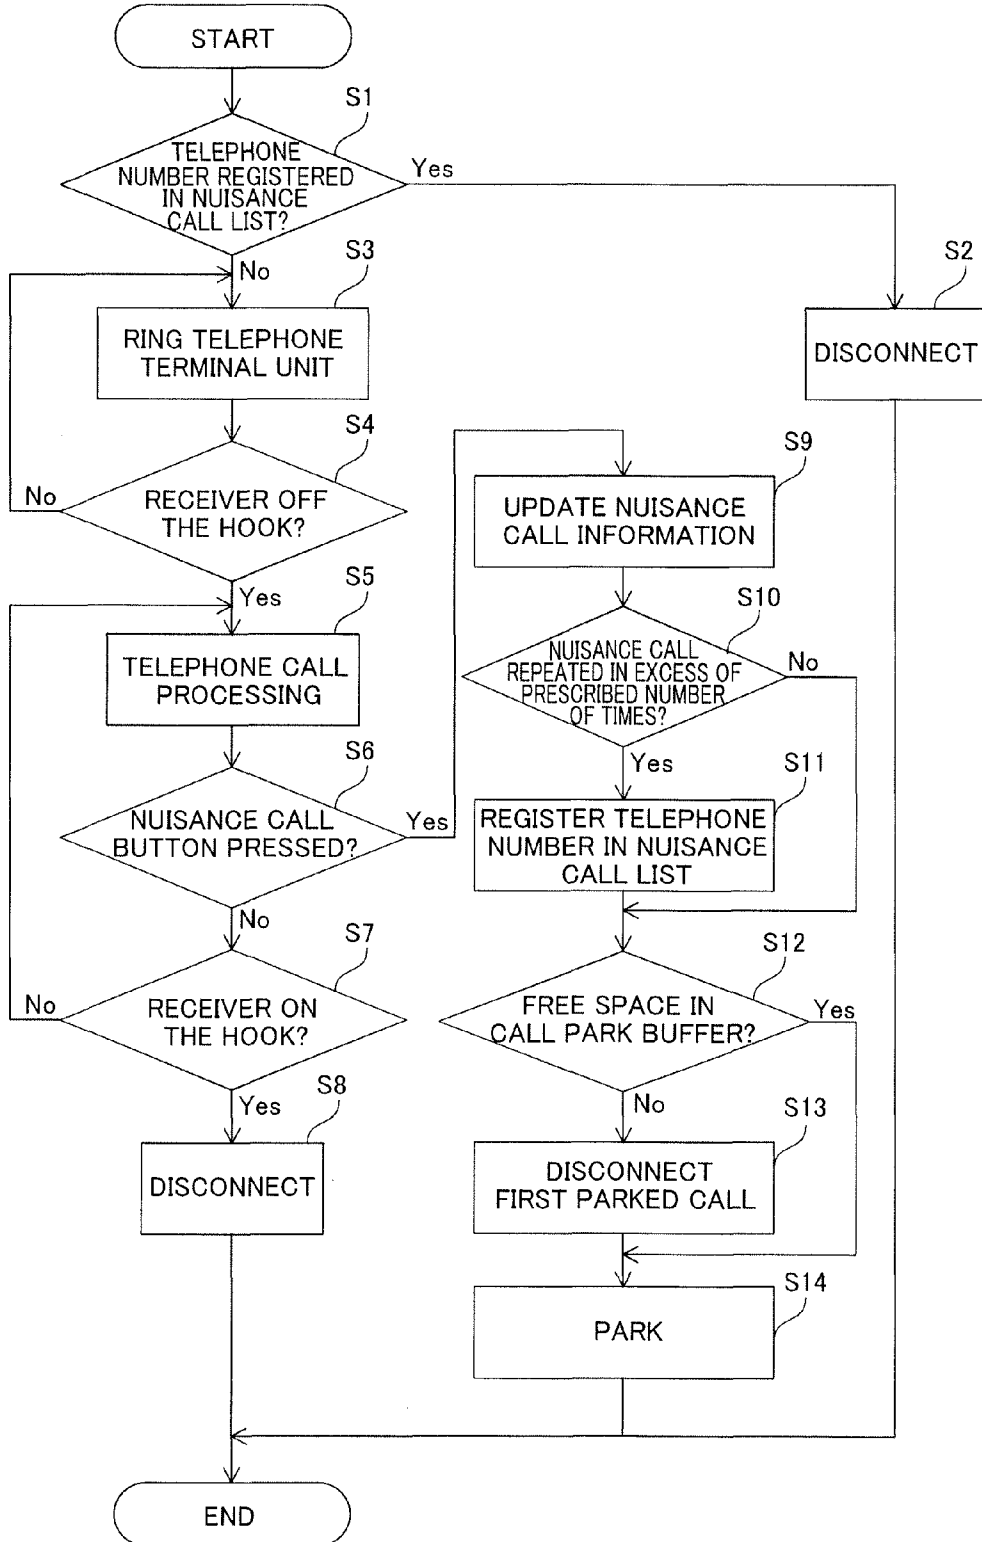 START
S1
TELEPHONE
NUMBER REGISTERED
IN NUISANCE
CALL LIST?
Yes
No
S3
RING TELEPHONE
TERMINAL UNIT
S2
DISCONNECT
S4
RECEIVER OFF
THE HOOK?
No
Yes
S5
TELEPHONE CALL
PROCESSING
S6
NUISANCE CALL
BUTTON PRESSED?
Yes
No
S7
RECEIVER ON
THE HOOK?
No
Yes
S8
DISCONNECT
S9
UPDATE NUISANCE
CALL INFORMATION
S10
NUISANCE CALL
REPEATED IN EXCESS OF
PRESCRIBED NUMBER
OF TIMES?
No
Yes
S11
REGISTER TELEPHONE
NUMBER IN NUISANCE
CALL LIST
S12
FREE SPACE IN
CALL PARK BUFFER?
Yes
No
S13
DISCONNECT
FIRST PARKED CALL
S14
PARK
END